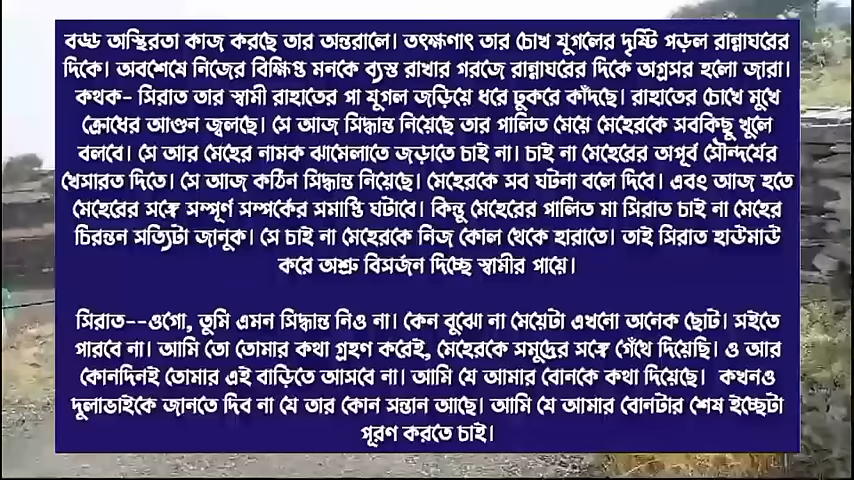 বড্ড অস্থিরতা কাজ করছে তার অন্তরালে। তৎক্ষণাৎ তার চোখ যুগলের দৃষ্টি পড়ল রান্নাঘরের
দিকে। অবশেষে নিজের বিক্ষিপ্ত মনকে ব্যস্ত রাখার গরজে রান্নাঘরের দিকে অগ্রসর হলো জারা।
কথক- সিরাত তার স্বামী রাহাতের পা যুগল জড়িয়ে ধরে ঢুকরে কাঁদছে। রাহাতের চোখে মুখে
ক্রোধের আগুন জ্বলছে। সে আজ সিদ্ধান্ত নিয়েছে তার পালিত মেয়ে মেহেরকে সবকিছু খুলে
বলবে। সে আর মেহের নামক ঝামেলাতে জড়াতে চাই না। চাই না মেহেরের অপূর্ব সৌন্দর্যের
খেসারত দিতে। সে আজ কঠিন সিদ্ধান্ত নিয়েছে। মেহেরকে সব ঘটনা বলে দিবে। এবং আজ হতে
মেহেরের সঙ্গে সম্পূর্ণ সম্পর্কের সমাপ্তি ঘটাবে। কিন্তু মেহেরের পালিত মা সিরাত চাই না মেহের
চিরন্তন সত্যিটা জানুক। সে চাই না মেহেরকে নিজ কোল থেকে হারাতে। তাই সিরাত হাউমাউ
করে অশ্রু বিসর্জন দিচ্ছে স্বামীর পায়ে।
সিরাত--ওগো, তুমি এমন সিদ্ধান্ত নিও না। কেন বুঝো না মেয়েটা এখনো অনেক ছোট। সইতে
পারবে না। আমি তো তোমার কথা গ্রহণ করেই, মেহেরকে সমুদ্রের সঙ্গে গেঁথে দিয়েছি। ও আর
কোনদিনই তোমার এই বাড়িতে আসবে না। আমি যে আমার বোনকে কথা দিয়েছে। কখনও
দুলাভাইকে জানতে দিব না যে তার কোন সন্তান আছে। আমি যে আমার বোনটার শেষ ইচ্ছেটা
পূরণ করতে চাই।